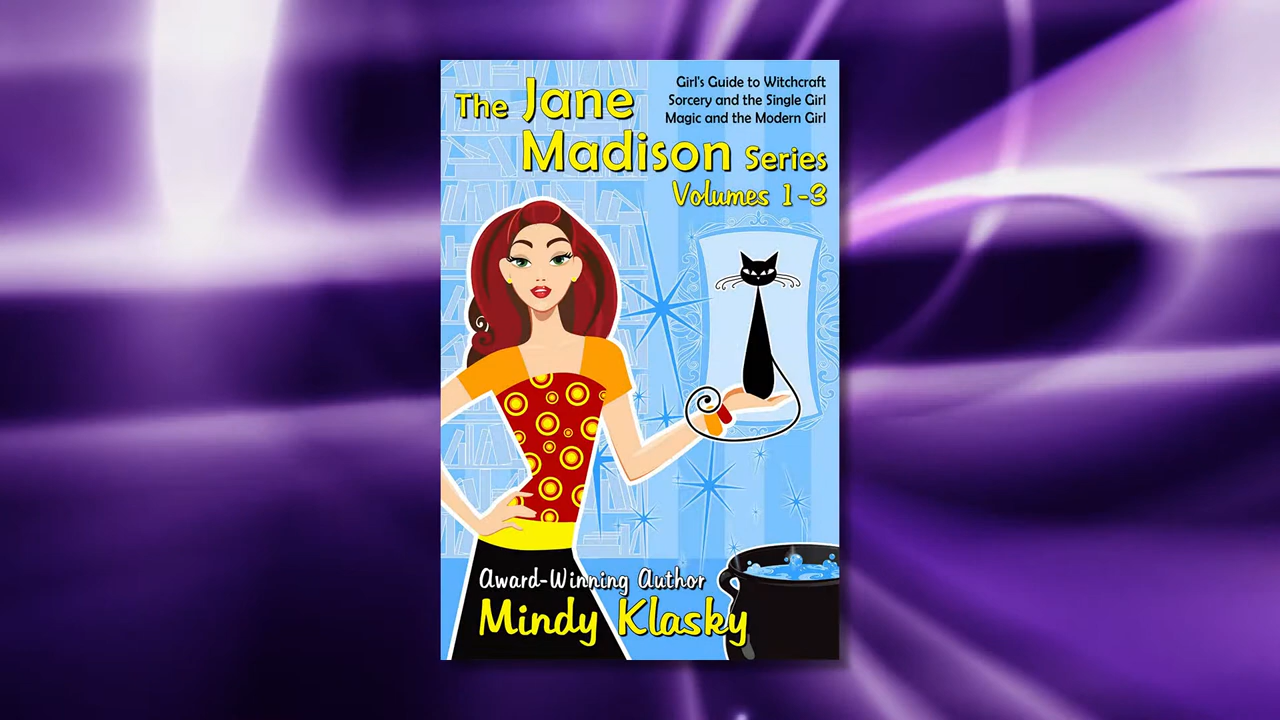 The Jane
Madison Series
Volumes 1-3
Girl's Guide to Witchcraft
Sorcery and the Single Girl
Magic and the Modern Girl
Award-Winning Author
Mindy Klasky